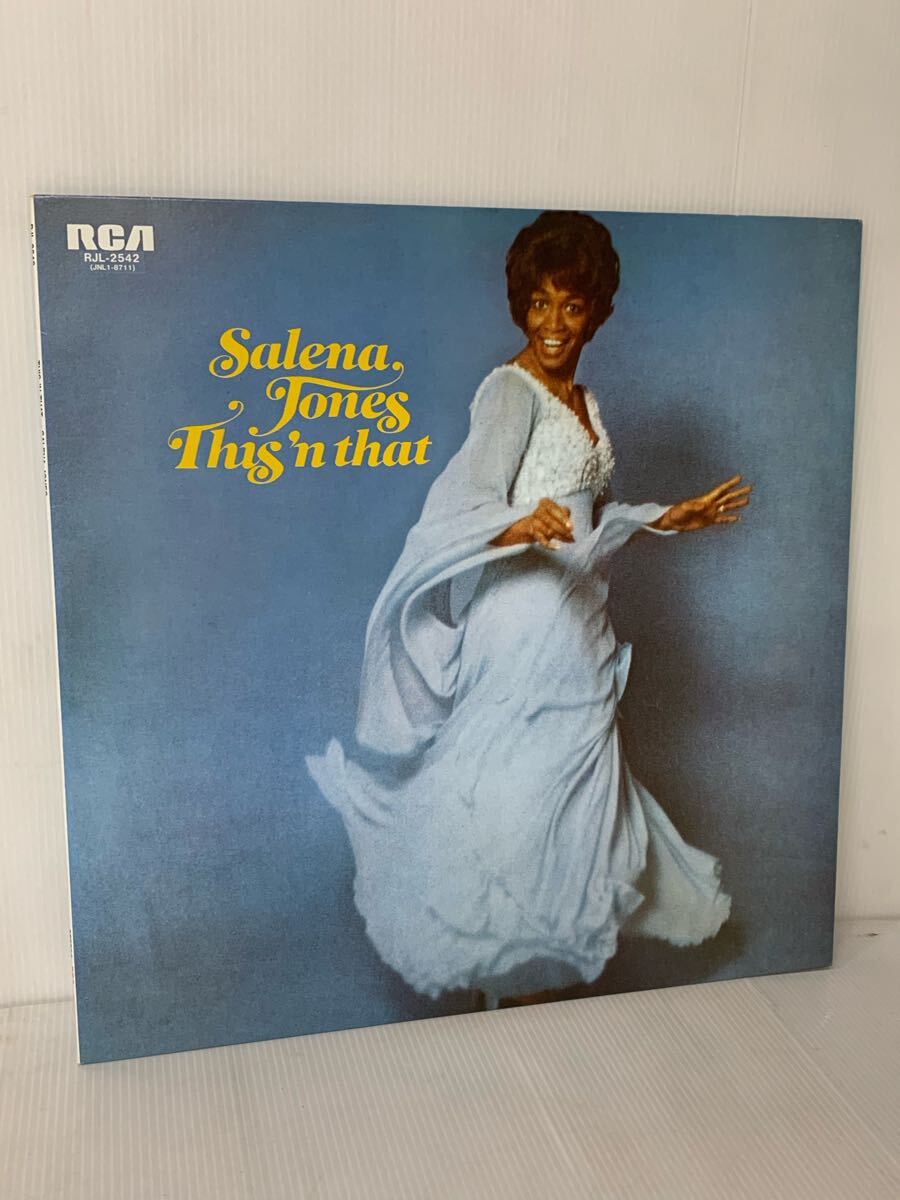 RCA
RJL-2542
(JNL1-8711)
Salena
Jones
This 'n that